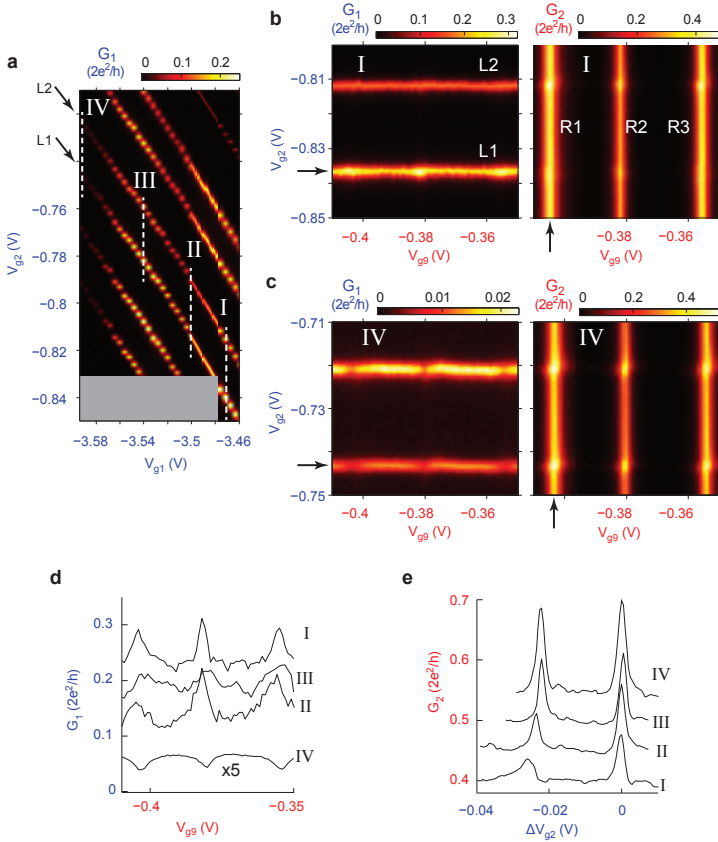 a
G1
(2e²/h)
0 0.1 0.2
L2
L1
IV
III
II
I
−0.76
−0.78
−0.8
−0.82
−0.84
Vg2 (V)
−3.58 −3.54 −3.5 −3.46
Vg1 (V)
b
G1
(2e²/h)
0 0.1 0.2 0.3
I
L2
L1
−0.81
−0.83
−0.85
Vg2 (V)
−0.4 −0.38 −0.36
Vg9 (V)
G2
(2e²/h)
0 0.2 0.4
I
R1 R2 R3
−0.38 −0.36
Vg9 (V)
c
G1
(2e²/h)
0 0.01 0.02
IV
−0.71
−0.73
−0.75
Vg2 (V)
−0.4 −0.38 −0.36
Vg9 (V)
G2
(2e²/h)
0 0.2 0.4
IV
−0.38 −0.36
Vg9 (V)
d
G1 (2e²/h)
0.3
0.2
0.1
0
I
III
II
IV
x5
−0.4 −0.35
Vg9 (V)
e
G2 (2e²/h)
0.7
0.6
0.5
0.4
IV
III
II
I
−0.04 −0.02 0
ΔVg2 (V)